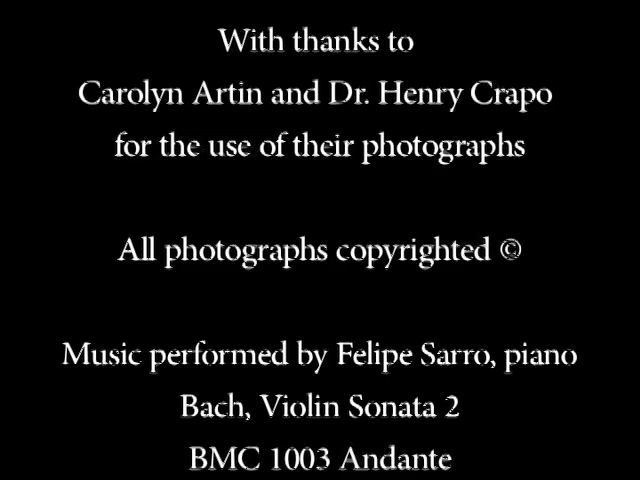 With thanks to
Carolyn Artin and Dr. Henry Crapo
for the use of their photographs
All photographs copyrighted ©
Music performed by Felipe Sarro, piano
Bach, Violin Sonata 2
BMC 1003 Andante